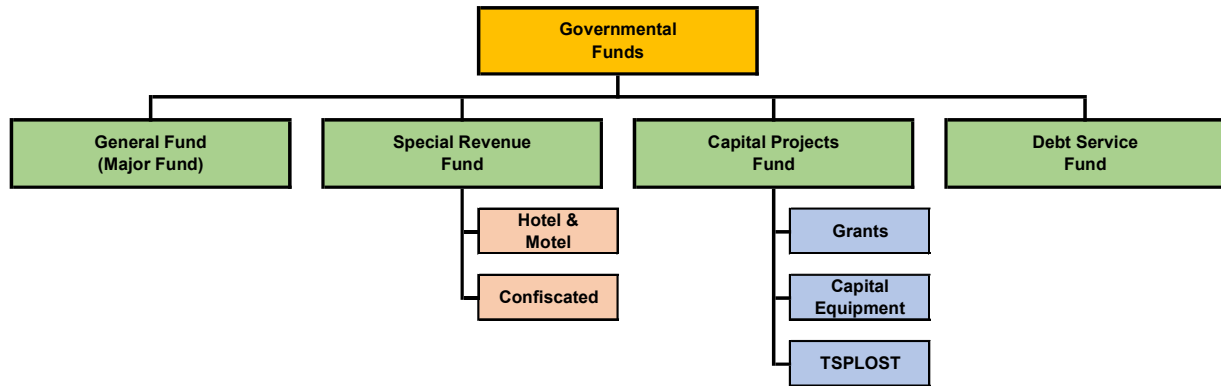 Governmental
Funds
General Fund
(Major Fund)
Special Revenue
Fund
Capital Projects
Fund
Debt Service
Fund
Hotel &
Motel
Confiscated
Grants
Capital
Equipment
TSPLOST